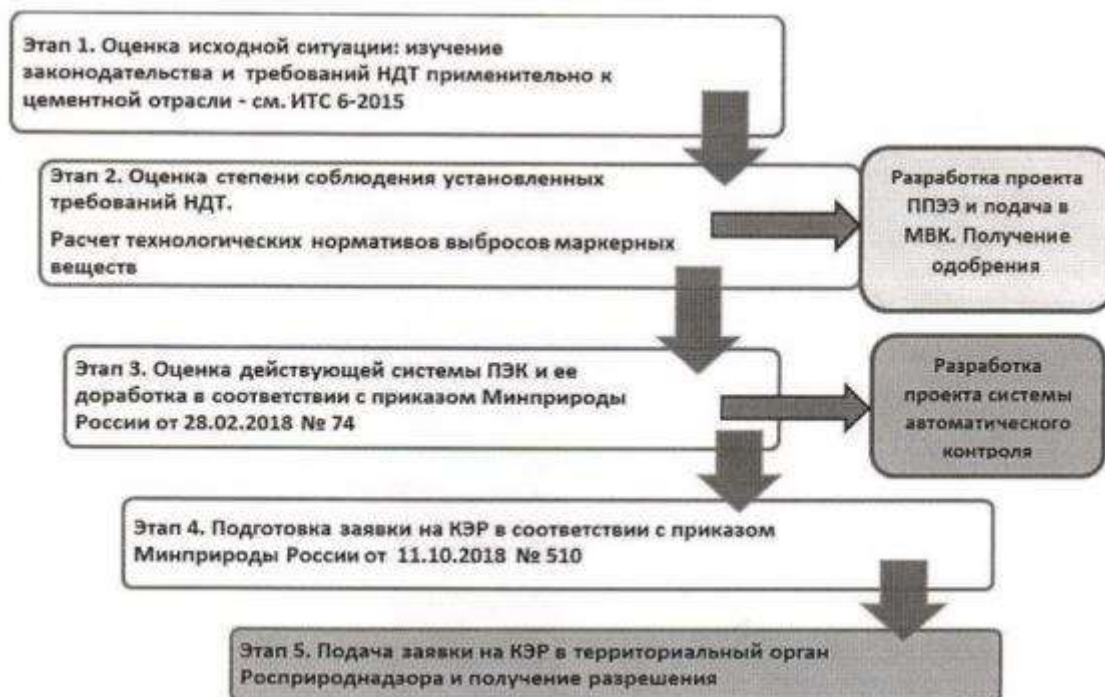 Этап 1. Оценка исходной ситуации: изучение
законодательства и требований НДТ применительно к
цементной отрасли - см. ИТС 6-2015
Этап 2. Оценка степени соблюдения установленных
требований НДТ.
Расчет технологических нормативов выбросов маркерных
веществ
Разработка проекта
ППЭЭ и подача в
МВК. Получение
одобрения
Этап 3. Оценка действующей системы ПЭК и ее
доработка в соответствии с приказом Минприроды
России от 28.02.2018 № 74
Разработка
проекта системы
автоматического
контроля
Этап 4. Подготовка заявки на КЭР в соответствии с приказом
Минприроды России от 11.10.2018 № 510
Этап 5. Подача заявки на КЭР в территориальный орган
Росприроднадзора и получение разрешения